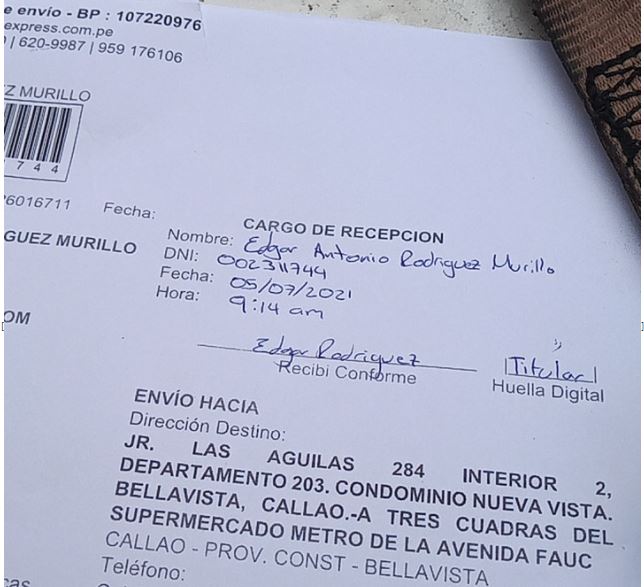 e envío - BP : 107220976
express.com.pe
| 620-9987 | 959 176106
Z MURILLO
7 4 4
6016711 Fecha:
GUEZ MURILLO
OM
CARGO DE RECEPCION
Nombre: Edgar Antonio Rodriguez Murillo
DNI: 002311744
Fecha: 05/07/2021
Hora: 9:14 am
Edgar Rodriguez
Recibi Conforme
Titular
Huella Digital
ENVÍO HACIA
Dirección Destino:
JR. LAS AGUILAS 284 INTERIOR 2,
DEPARTAMENTO 203. CONDOMINIO NUEVA VISTA.
BELLAVISTA, CALLAO.-A TRES CUADRAS DEL
SUPERMERCADO METRO DE LA AVENIDA FAUC
CALLAO - PROV. CONST - BELLAVISTA
Teléfono:
cas